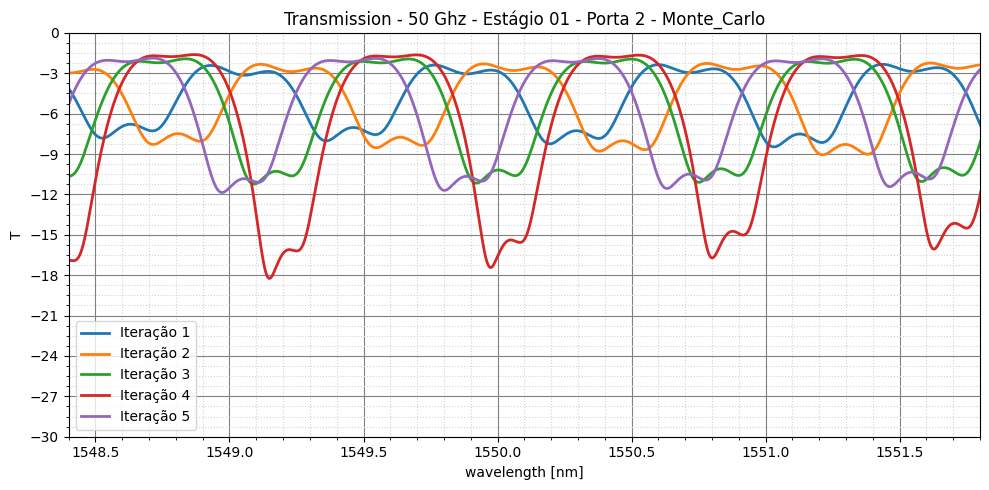 Transmission - 50 Ghz - Estágio 01 - Porta 2 - Monte_Carlo
T
0
−3
−6
−9
−12
−15
−18
−21
−24
−27
−30
Iteração 1
Iteração 2
Iteração 3
Iteração 4
Iteração 5
1548.5 1549.0 1549.5 1550.0 1550.5 1551.0 1551.5
wavelength [nm]